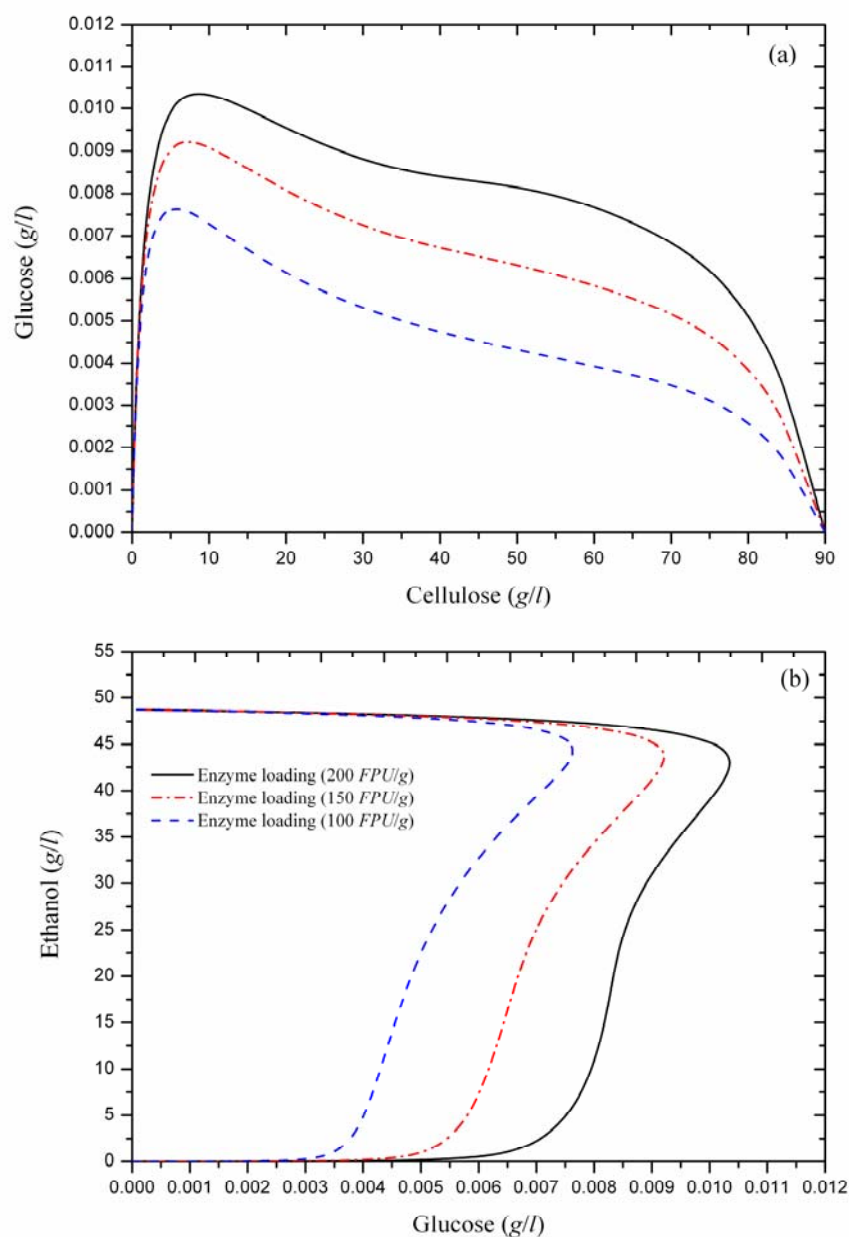 (a)
0.012
0.011
0.010
0.009
0.008
0.007
0.006
0.005
0.004
0.003
0.002
0.001
0.000
Glucose (g/l)
0 10 20 30 40 50 60 70 80 90
Cellulose (g/l)
(b)
55
50
45
40
35
30
25
20
15
10
5
0
Ethanol (g/l)
Enzyme loading (200 FPU/g)
Enzyme loading (150 FPU/g)
Enzyme loading (100 FPU/g)
0.000 0.001 0.002 0.003 0.004 0.005 0.006 0.007 0.008 0.009 0.010 0.011 0.012
Glucose (g/l)